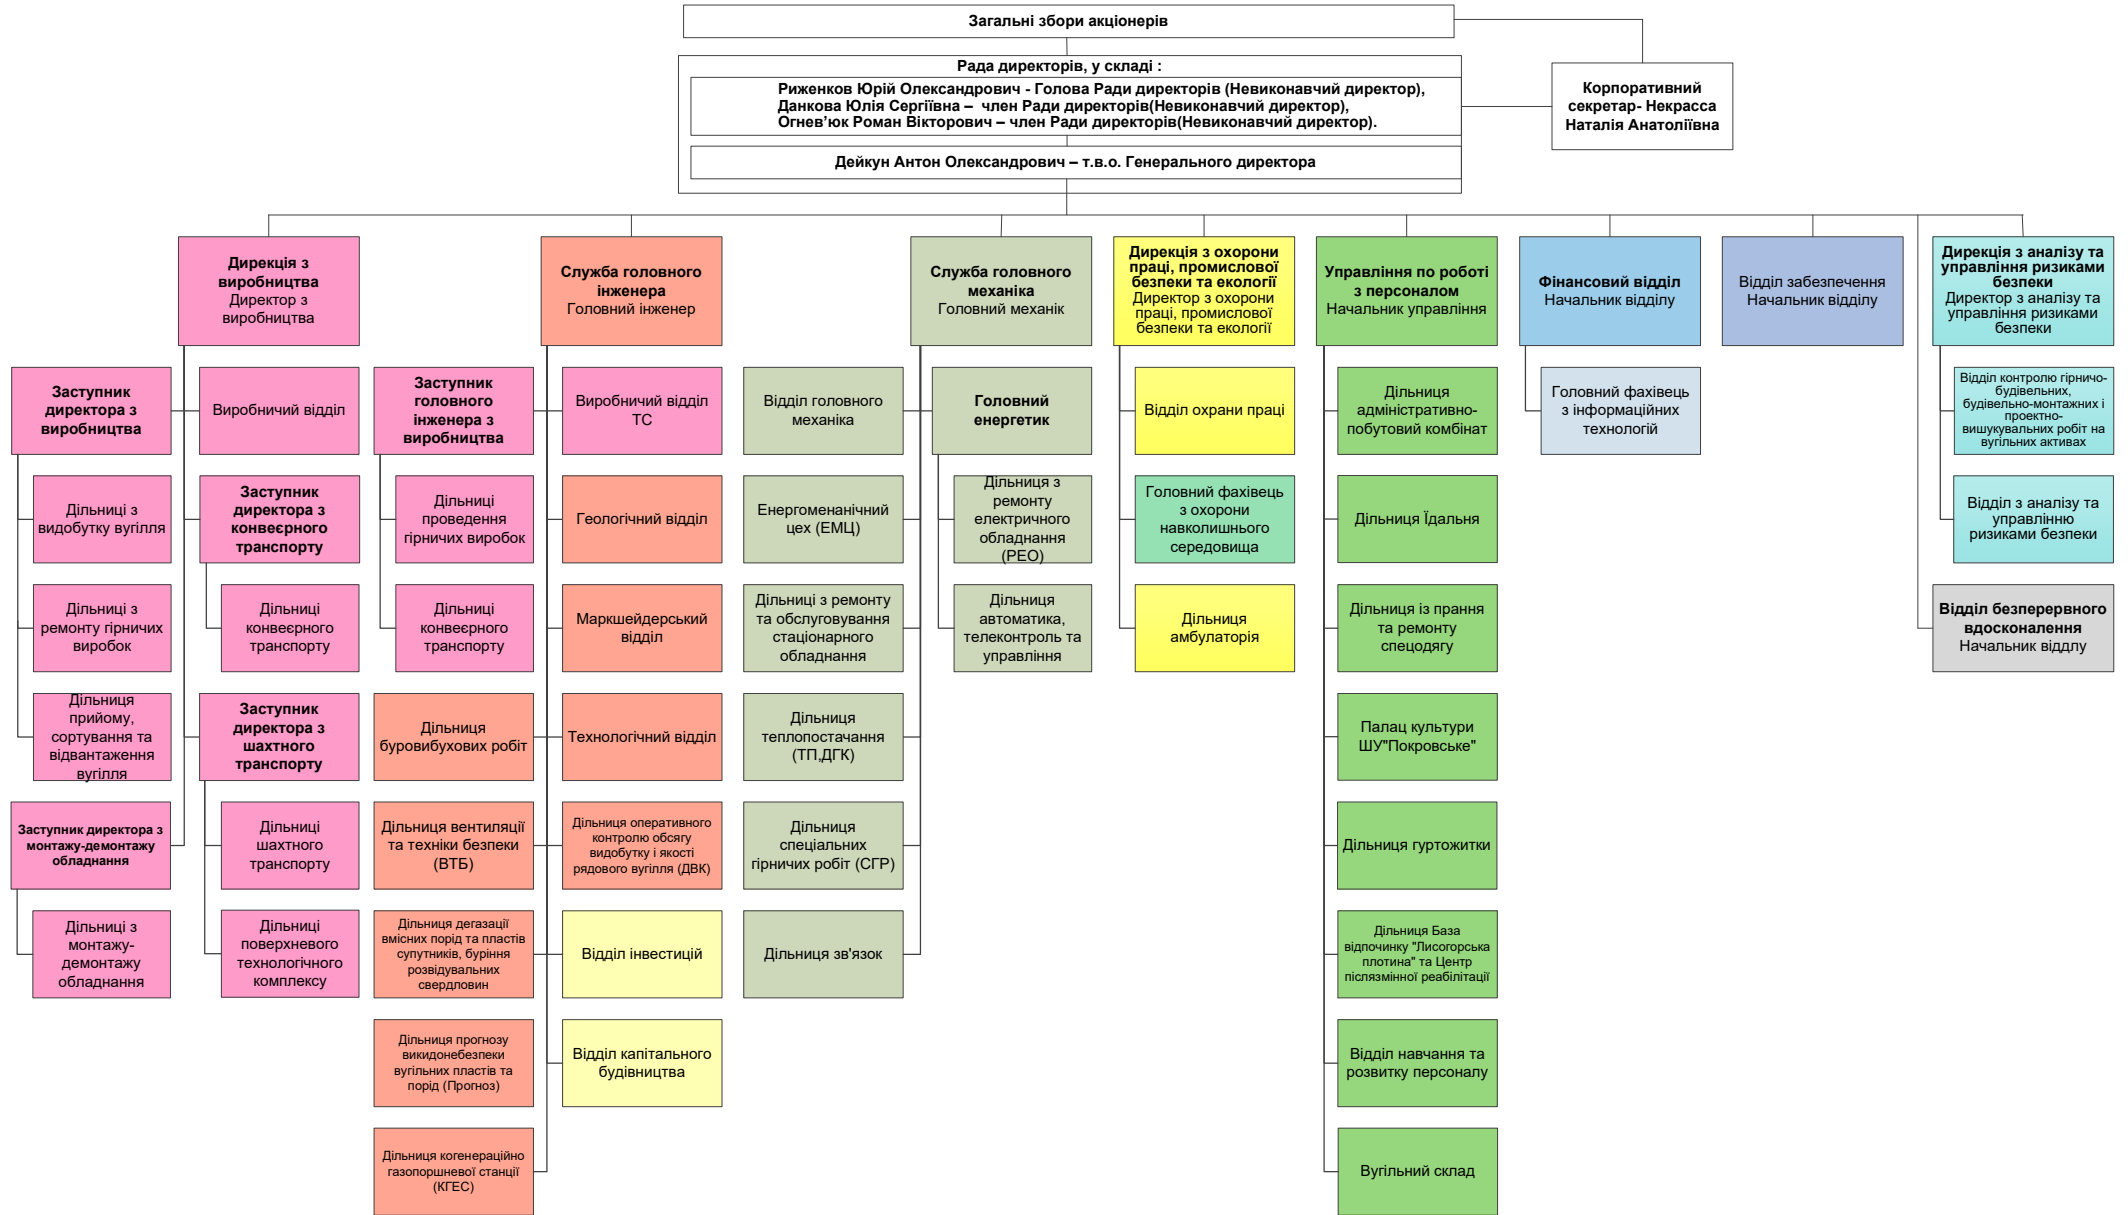 Загальні збори акціонерів
Рада директорів, у складі :
Риженков Юрій Олександрович - Голова Ради директорів (Невиконавчий директор),
Данкова Юлія Сергіївна – член Ради директорів(Невиконавчий директор),
Огнев'юк Роман Вікторович – член Ради директорів(Невиконавчий директор).
Дейкун Антон Олександрович – т.в.о. Генерального директора
Корпоративний
секретар- Некрасса
Наталія Анатоліївна
Дирекція з
виробництва
Директор з
виробництва
Служба головного
інженера
Головний інженер
Служба головного
механіка
Головний механік
Дирекція з охорони
праці, промислової
безпеки та екології
Директор з охорони
праці, промислової
безпеки та екології
Управління по роботі
з персоналом
Начальник управління
Фінансовий відділ
Начальник відділу
Відділ забезпечення
Начальник відділу
Дирекція з аналізу та
управління ризиками
безпеки
Директор з аналізу та
управління ризиками
безпеки
Заступник
директора з
виробництва
Виробничий відділ
Заступник
головного
інженера з
виробництва
Виробничий відділ
ТС
Відділ головного
механіка
Головний
енергетик
Відділ охрани праці
Дільниця
адміністративно-
побутовий комбінат
Головний фахівець
з інформаційних
технологій
Відділ контролю гірничо-
будівельних,
будівельно-монтажних і
проектно-
вишукувальних робіт на
вугільних активах
Дільниці з
видобутку вугілля
Заступник
директора з
конвеєрного
транспорту
Дільниці
проведення
гірничих виробок
Геологічний відділ
Енергоменанічний
цех (ЕМЦ)
Дільниця з
ремонту
електричного
обладнання
(РЕО)
Головний фахівець
з охорони
навколишнього
середовища
Дільниця Їдальня
Відділ з аналізу та
управлінню
ризиками безпеки
Дільниці з
ремонту гірничих
виробок
Дільниці
конвеєрного
транспорту
Дільниці
конвеєрного
транспорту
Маркшейдерський
відділ
Дільниці з ремонту
та обслуговування
стаціонарного
обладнання
Дільниця
автоматика,
телеконтроль та
управління
Дільниця
амбулаторія
Дільниця із прання
та ремонту
спецодягу
Відділ безперервного
вдосконалення
Начальник віддлу
Дільниця
прийому,
сортування та
відвантаження
вугілля
Заступник
директора з
шахтного
транспорту
Дільниця
буровибухових робіт
Технологічний відділ
Дільниця
теплопостачання
(ТП,ДГК)
Палац культури
ШУ"Покровське"
Заступник директора з
монтажу-демонтажу
обладнання
Дільниці
шахтного
транспорту
Дільниця вентиляції
та техніки безпеки
(ВТБ)
Дільниця оперативного
контролю обсягу
видобутку і якості
рядового вугілля (ДВК)
Дільниця
спеціальних
гірничих робіт (СГР)
Дільниця гуртожитки
Дільниці з
монтажу-
демонтажу
обладнання
Дільниці
поверхневого
технологічного
комплексу
Дільниця дегазації
вмісних порід та пластів
супутників, буріння
розвідувальних
свердловин
Відділ інвестицій
Дільниця зв'язок
Дільниця База
відпочинку "Лисогорська
плотина" та Центр
післязмінної реабілітації
Дільниця прогнозу
викидонебезпеки
вугільних пластів та
порід (Прогноз)
Відділ капітального
будівництва
Відділ навчання та
розвитку персоналу
Дільниця когенераційно
газопоршневої станції
(КГЕС)
Вугільний склад